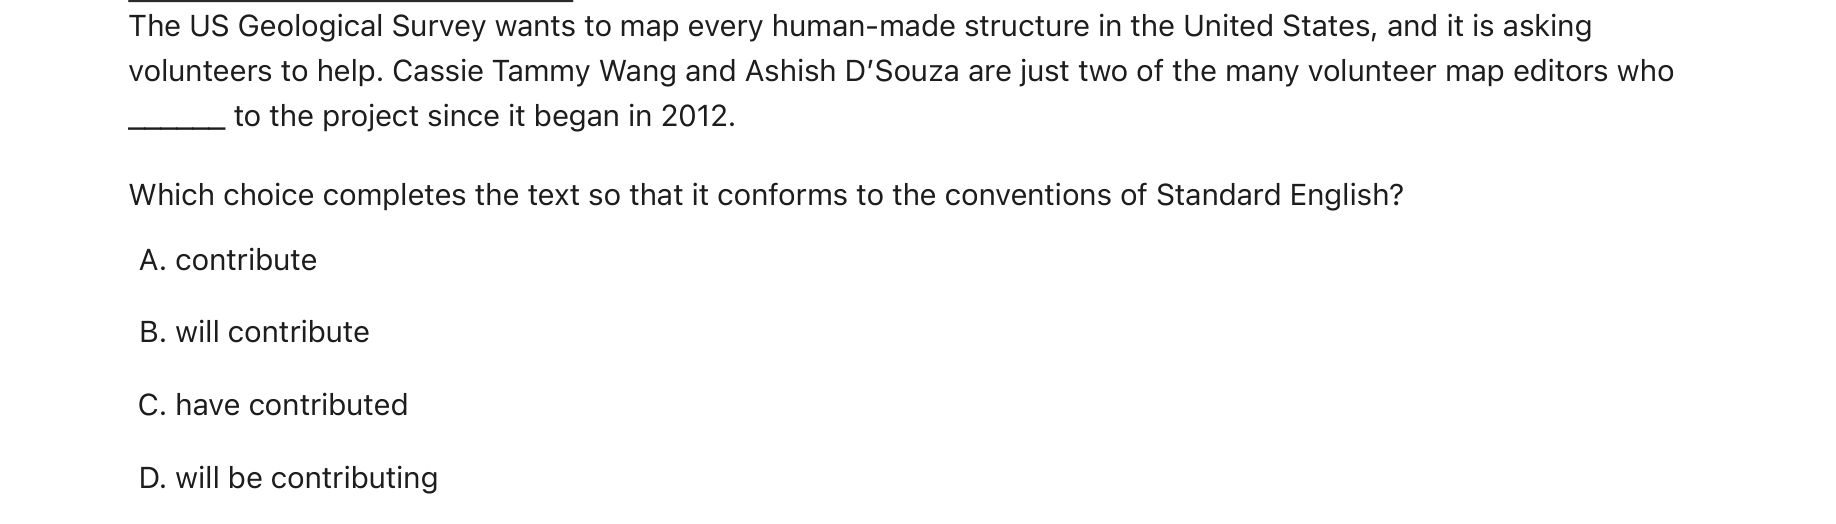 The US Geological Survey wants to map every human-made structure in the United States, and it is asking
volunteers to help. Cassie Tammy Wang and Ashish D’Souza are just two of the many volunteer map editors who
______ to the project since it began in 2012.
Which choice completes the text so that it conforms to the conventions of Standard English?
A. contribute
B. will contribute
C. have contributed
D. will be contributing